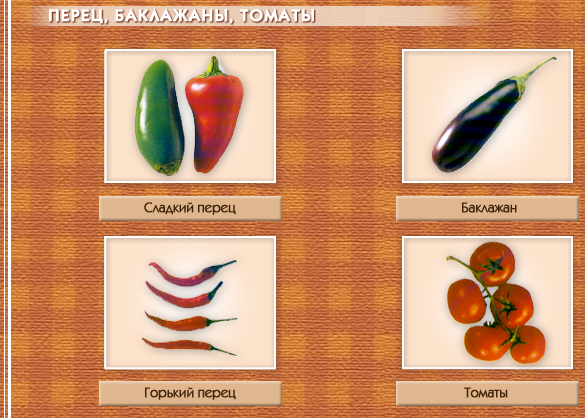 ПЕРЕЦ, БАКЛАЖАНЫ, ТОМАТЫ
Сладкий перец
Баклажан
Горький перец
Томаты